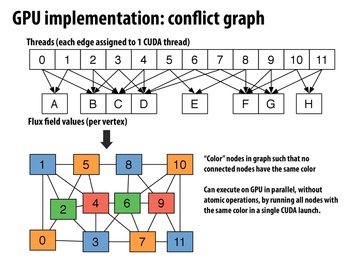 GPU implementation: conflict graph
Threads (each edge assigned to 1 CUDA thread)
0 1 2 3 4 5 6 7 8 9 10 11
A B C D E F G H
Flux field values (per vertex)
1 5 8 10
2 4 6 9
0 3 7 11
"Color" nodes in graph such that no
connected nodes have the same color
Can execute on GPU in parallel, without
atomic operations, by running all nodes with
the same color in a single CUDA launch.